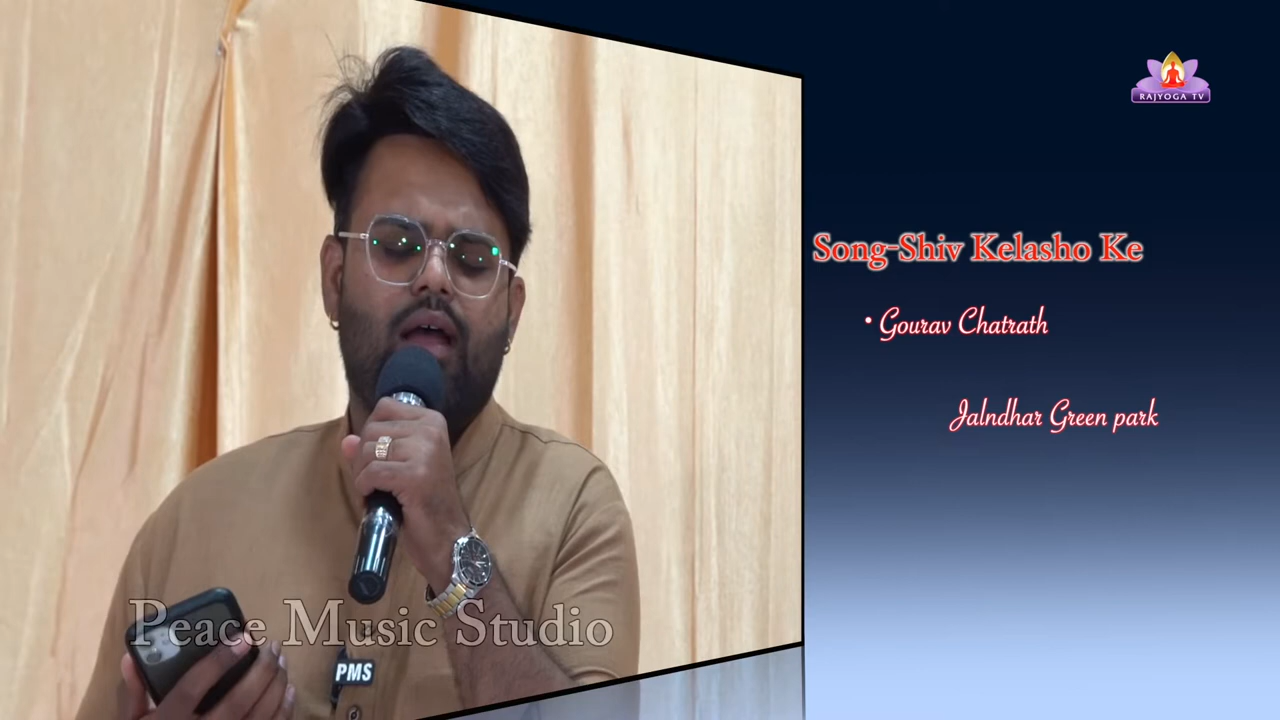 RAJYOGA TV
Song-Shiv Kelasho Ke
• Gourav Chatrath
Jalndhar Green park
Peace Music Studio
PMS